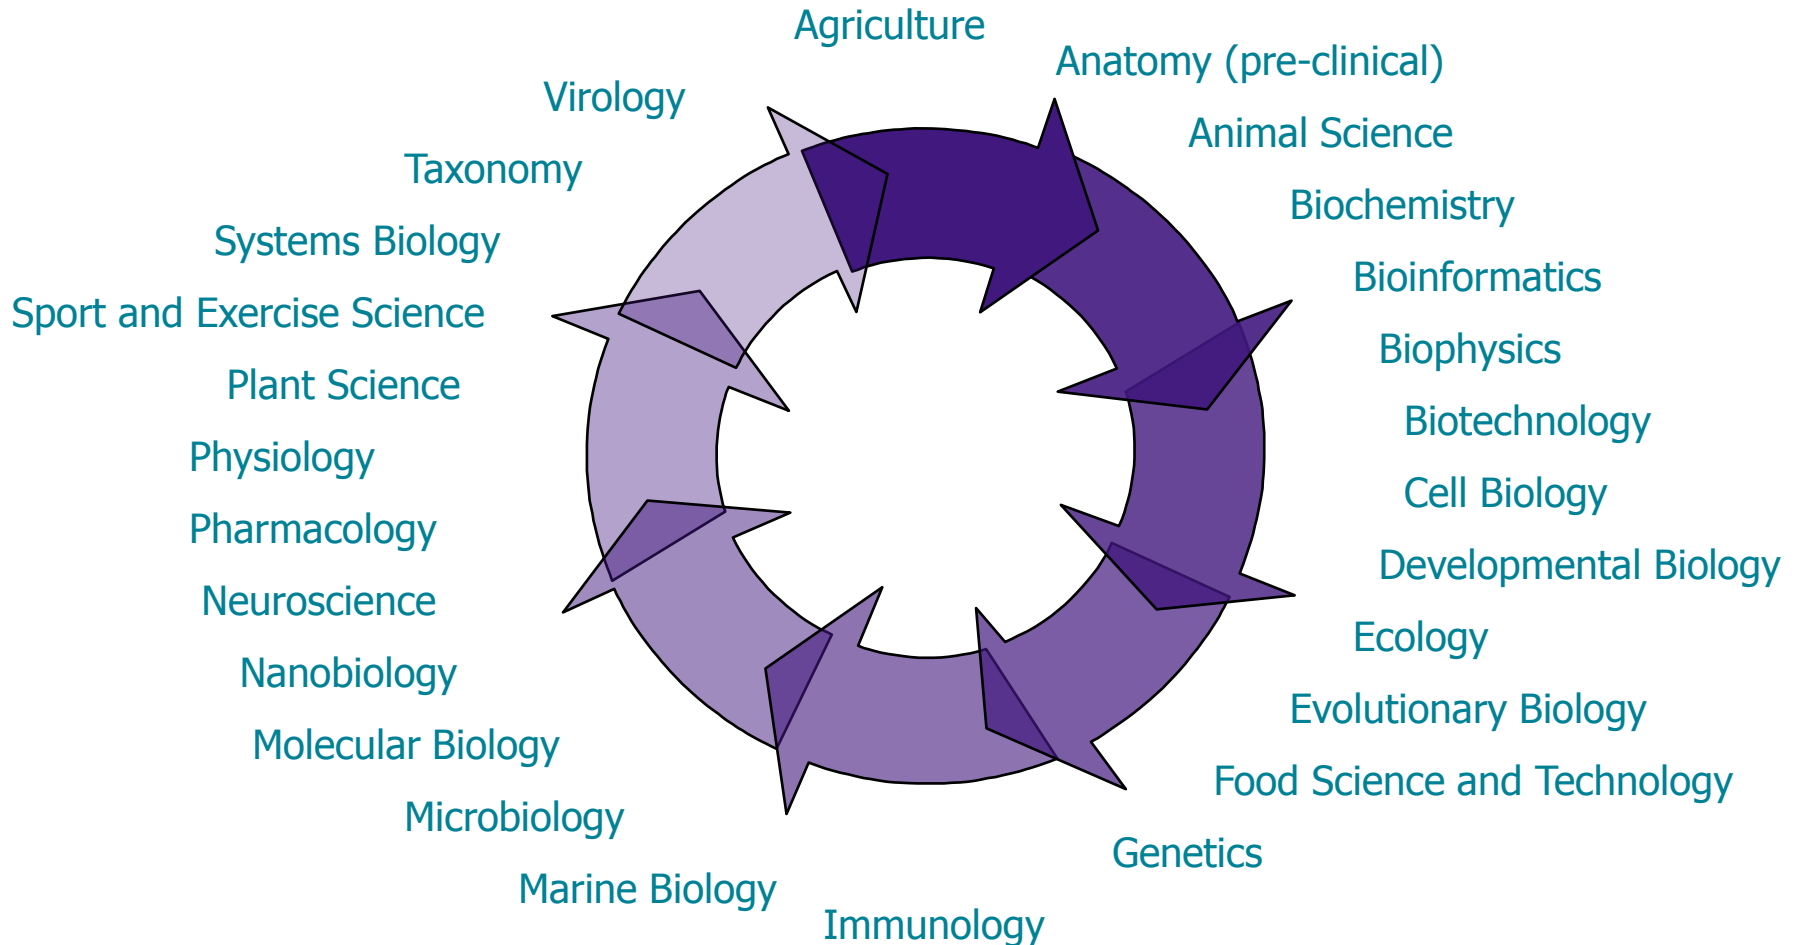 Agriculture
Anatomy (pre-clinical)
Animal Science
Biochemistry
Bioinformatics
Biophysics
Biotechnology
Cell Biology
Developmental Biology
Ecology
Evolutionary Biology
Food Science and Technology
Genetics
Immunology
Marine Biology
Microbiology
Molecular Biology
Nanobiology
Neuroscience
Pharmacology
Physiology
Plant Science
Sport and Exercise Science
Systems Biology
Taxonomy
Virology